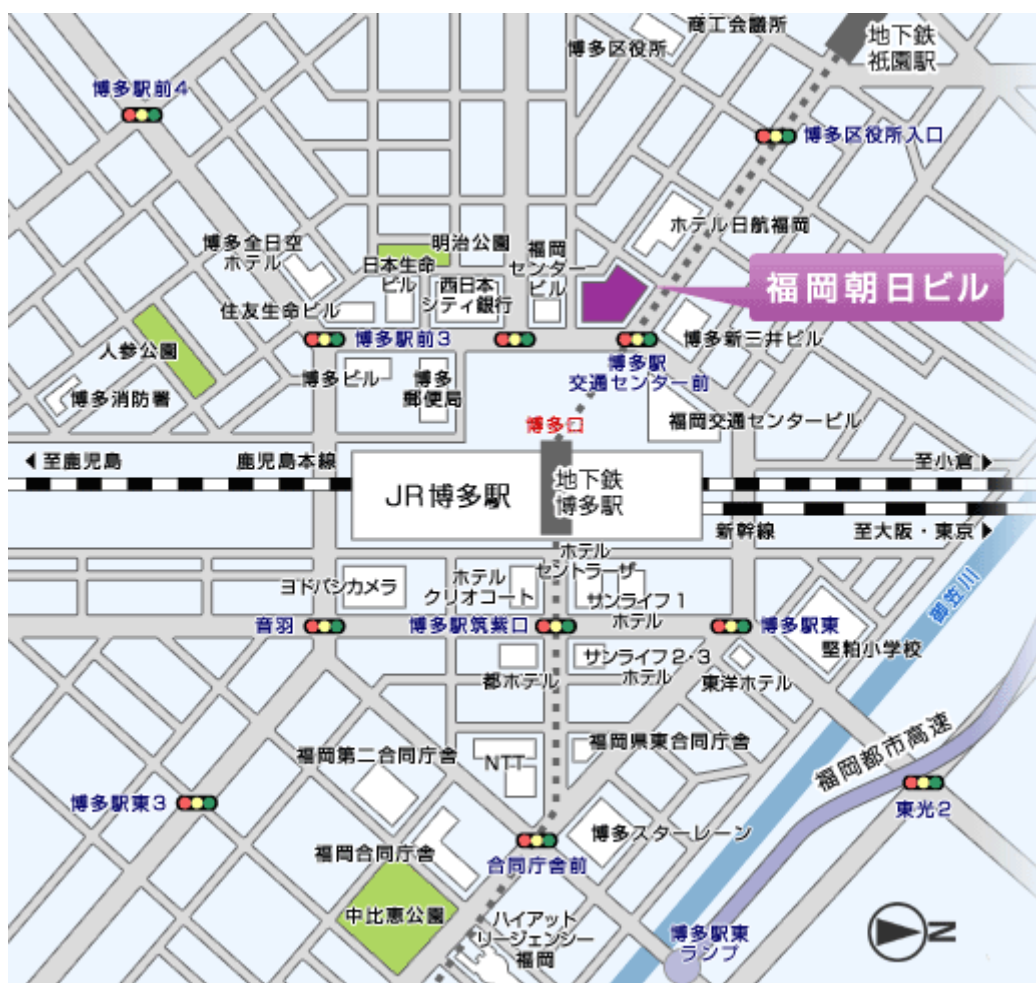 商工会議所
博多区役所
地下鉄
祇園駅
博多駅前4
博多区役所入口
ホテル日航福岡
博多全日空
ホテル
明治公園
日本生命
ビル
西日本
シティ銀行
福岡
センター
ビル
福岡朝日ビル
住友生命ビル
博多駅前3
博多駅
交通センター前
博多新三井ビル
人参公園
博多消防署
博多ビル
博多
郵便局
博多口
福岡交通センタービル
至鹿児島
鹿児島本線
至小倉
JR博多駅
地下鉄
博多駅
新幹線
至大阪・東京
ヨドバシカメラ
ホテル
クリオコート
ホテル
セントラーザ
サンライフ1
ホテル
御笠川
音羽
博多駅筑紫口
博多駅東
堅粕小学校
都ホテル
サンライフ2・3
ホテル
東洋ホテル
福岡第二合同庁舎
NTT
福岡県東合同庁舎
福岡都市高速
博多駅東3
東光2
福岡合同庁舎
合同庁舎前
博多スターレーン
中比恵公園
ハイアット
リージェンシー
福岡
博多駅東
ランプ
N